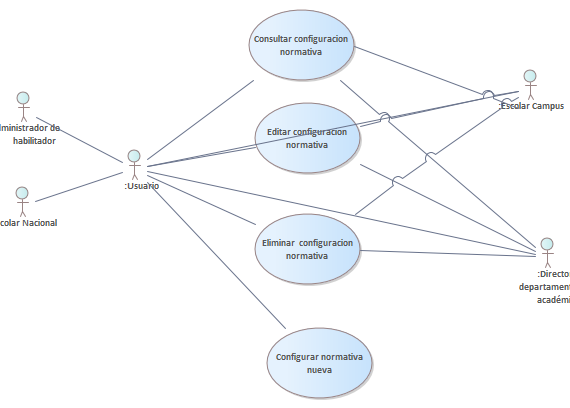 Consultar configuracion
normativa
Editar configuracion
normativa
Eliminar  configuracion
normativa
Configurar normativa
nueva
dministrador de
habilitador
colar Nacional
:Usuario
:Escolar Campus
:Directo
departamen
académi